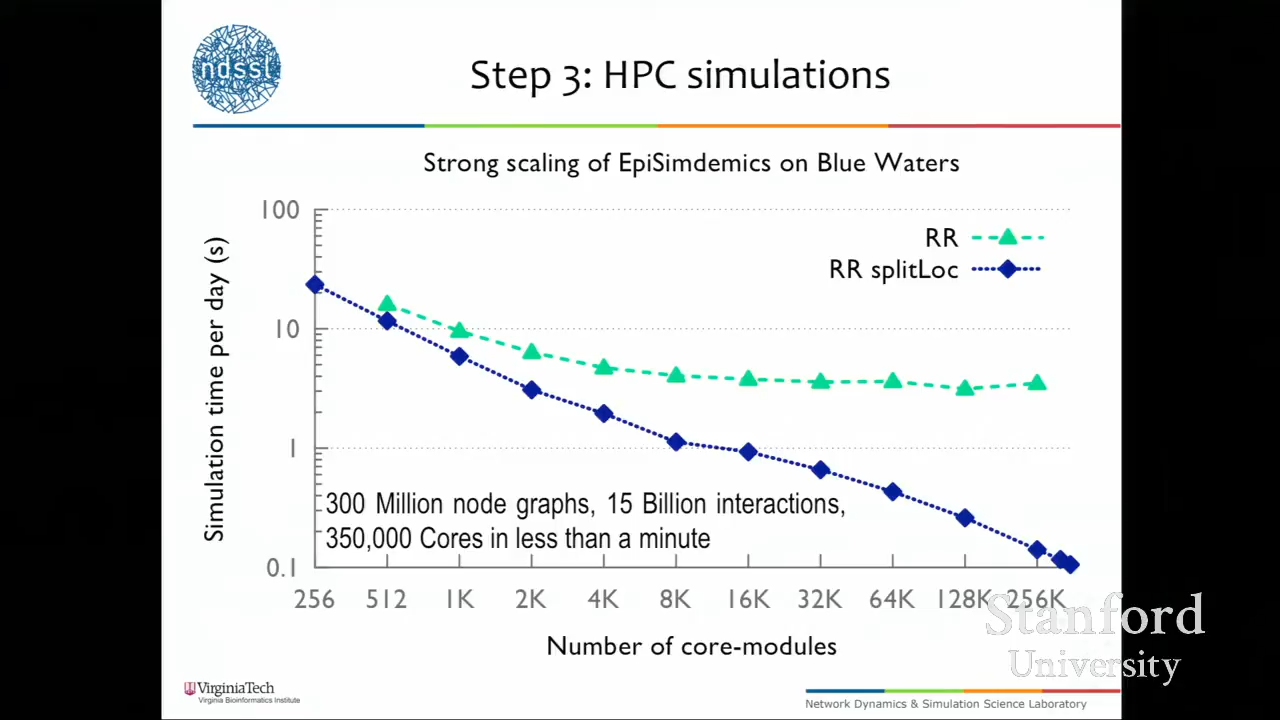 ndssl
Step 3: HPC simulations
Strong scaling of EpiSimdemics on Blue Waters
100
10
1
0.1
Simulation time per day (s)
RR
RR splitLoc
300 Million node graphs, 15 Billion interactions,
350,000 Cores in less than a minute
256 512 1K 2K 4K 8K 16K 32K 64K 128K 256K
Number of core-modules
Stanford
University
VirginiaTech
Virginia Bioinformatics Institute
Network Dynamics & Simulation Science Laboratory